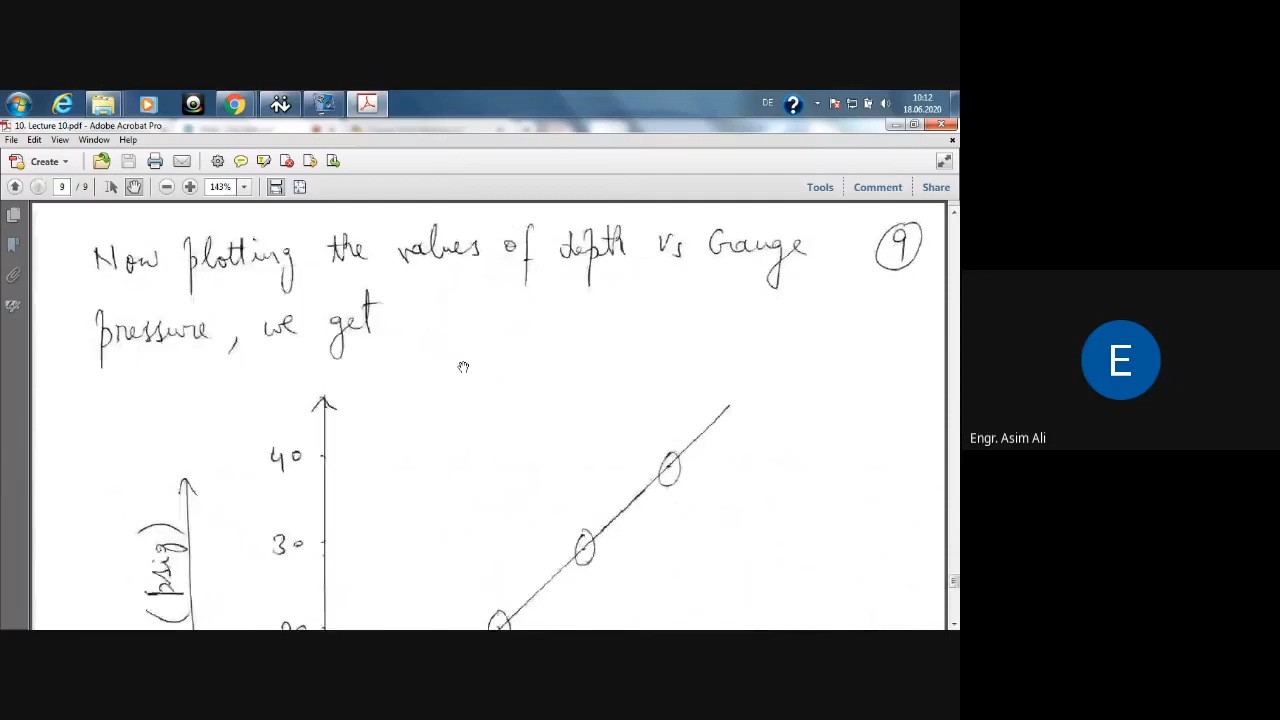 DE
10:12
18.06.2020
10. Lecture 10.pdf - Adobe Acrobat Pro
File Edit View Window Help
Create
9 / 9
143%
Tools Comment Share
Now plotting the values of depth vs Gauge
9
pressure, we get
40
30
20
(psig)
E
Engr. Asim Ali